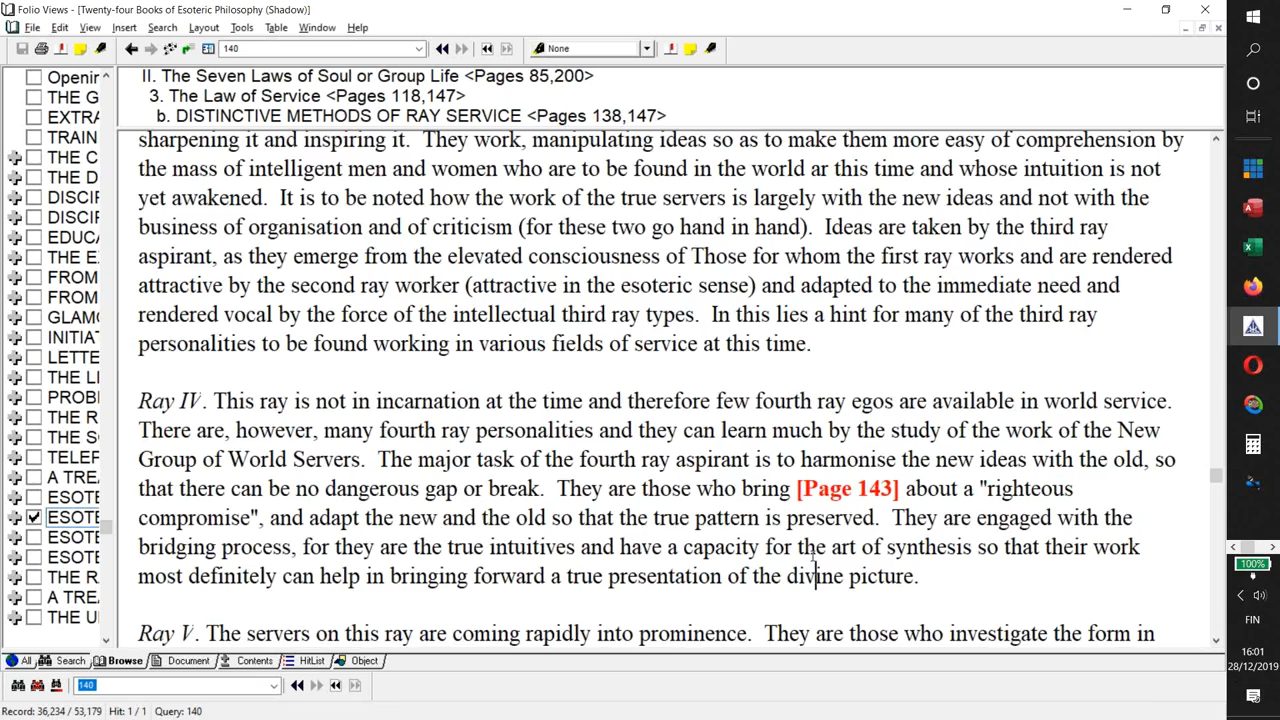 Folio Views - [Twenty-four Books of Esoteric Philosophy (Shadow)]
File Edit View Insert Search Layout Tools Table Window Help
140 None
Openir
THE G
EXTRA
TRAIN
THE C
THE D
DISCIF
DISCIF
EDUCA
THE E
FROM
FROM
GLAMC
INITIA
LETTE
THE LI
PROBI
THE R
THE S
TELEF
A TRE
ESOTE
ESOTE
ESOTE
ESOTE
THE R
A TRE
THE U
II. The Seven Laws of Soul or Group Life <Pages 85,200>
3. The Law of Service <Pages 118,147>
b. DISTINCTIVE METHODS OF RAY SERVICE <Pages 138,147>
sharpening it and inspiring it. They work, manipulating ideas so as to make them more easy of comprehension by
the mass of intelligent men and women who are to be found in the world ar this time and whose intuition is not
yet awakened. It is to be noted how the work of the true servers is largely with the new ideas and not with the
business of organisation and of criticism (for these two go hand in hand). Ideas are taken by the third ray
aspirant, as they emerge from the elevated consciousness of Those for whom the first ray works and are rendered
attractive by the second ray worker (attractive in the esoteric sense) and adapted to the immediate need and
rendered vocal by the force of the intellectual third ray types. In this lies a hint for many of the third ray
personalities to be found working in various fields of service at this time.
Ray IV. This ray is not in incarnation at the time and therefore few fourth ray egos are available in world service.
There are, however, many fourth ray personalities and they can learn much by the study of the work of the New
Group of World Servers. The major task of the fourth ray aspirant is to harmonise the new ideas with the old, so
that there can be no dangerous gap or break. They are those who bring [Page 143] about a "righteous
compromise", and adapt the new and the old so that the true pattern is preserved. They are engaged with the
bridging process, for they are the true intuitives and have a capacity for the art of synthesis so that their work
most definitely can help in bringing forward a true presentation of the divine picture.
Ray V. The servers on this ray are coming rapidly into prominence. They are those who investigate the form in
All Search Browse Document Contents HitList Object
140
Record: 36,234 / 53,179 Hit: 1 / 1 Query: 140
100%
FIN
16:01
28/12/2019